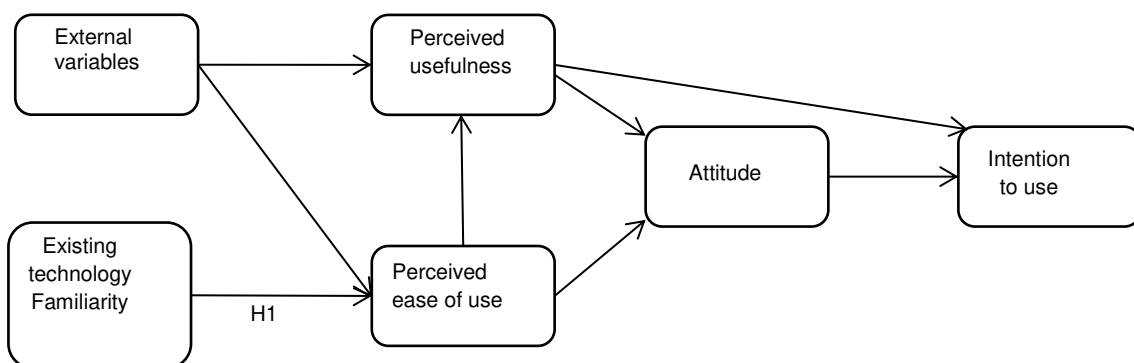 External
variables
Perceived
usefulness
Attitude
Intention
to use
Existing
technology
Familiarity
H1
Perceived
ease of use